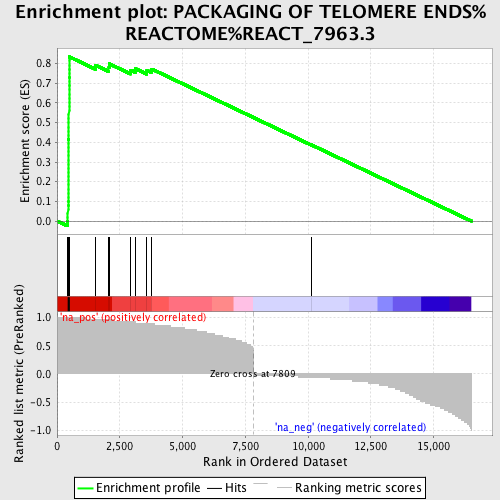 Enrichment plot: PACKAGING OF TELOMERE ENDS%
REACTOME%REACT_7963.3
Enrichment score (ES)
0.8
0.7
0.6
0.5
0.4
0.3
0.2
0.1
0.0
'na_pos' (positively correlated)
Ranked list metric (PreRanked)
1.0
0.5
0.0
-0.5
-1.0
Zero cross at 7809
'na_neg' (negatively correlated)
0
2,500
5,000
7,500
10,000
12,500
15,000
Rank in Ordered Dataset
Enrichment profile
Hits
Ranking metric scores